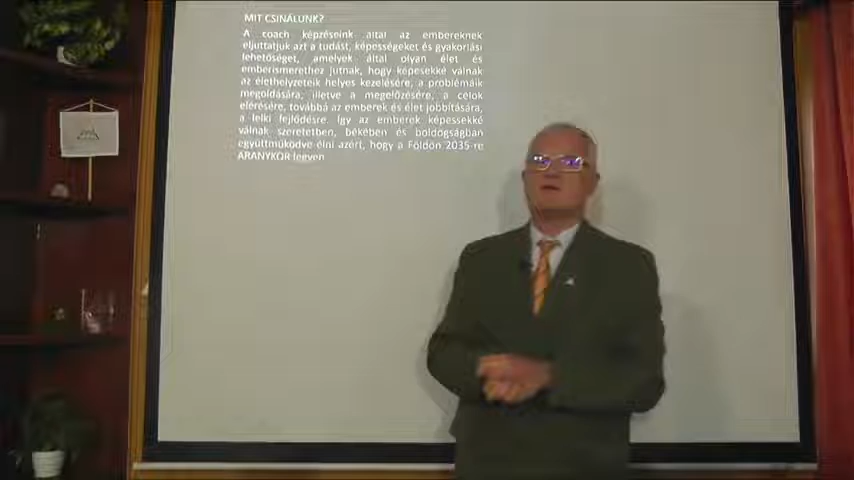 MIT CSINÁLUNK?
A coach képzéseink által az embereknek
eljuttatjuk azt a tudást, képességeket és gyakorlási
lehetőséget, amelyek által olyan élet és
emberismerethez jutnak, hogy képesekké válnak
az élethelyzeteik helyes kezelésére, a problémáik
megoldására, illetve a megelőzésére, a célok
elérésére, továbbá az emberek és élet jobbítására,
a lelki fejlődésre. Így az emberek képessekké
válnak szeretetben, békében és boldogságban
együttműködve élni azért, hogy a Földön 2035-re
ARANYKOR legyen